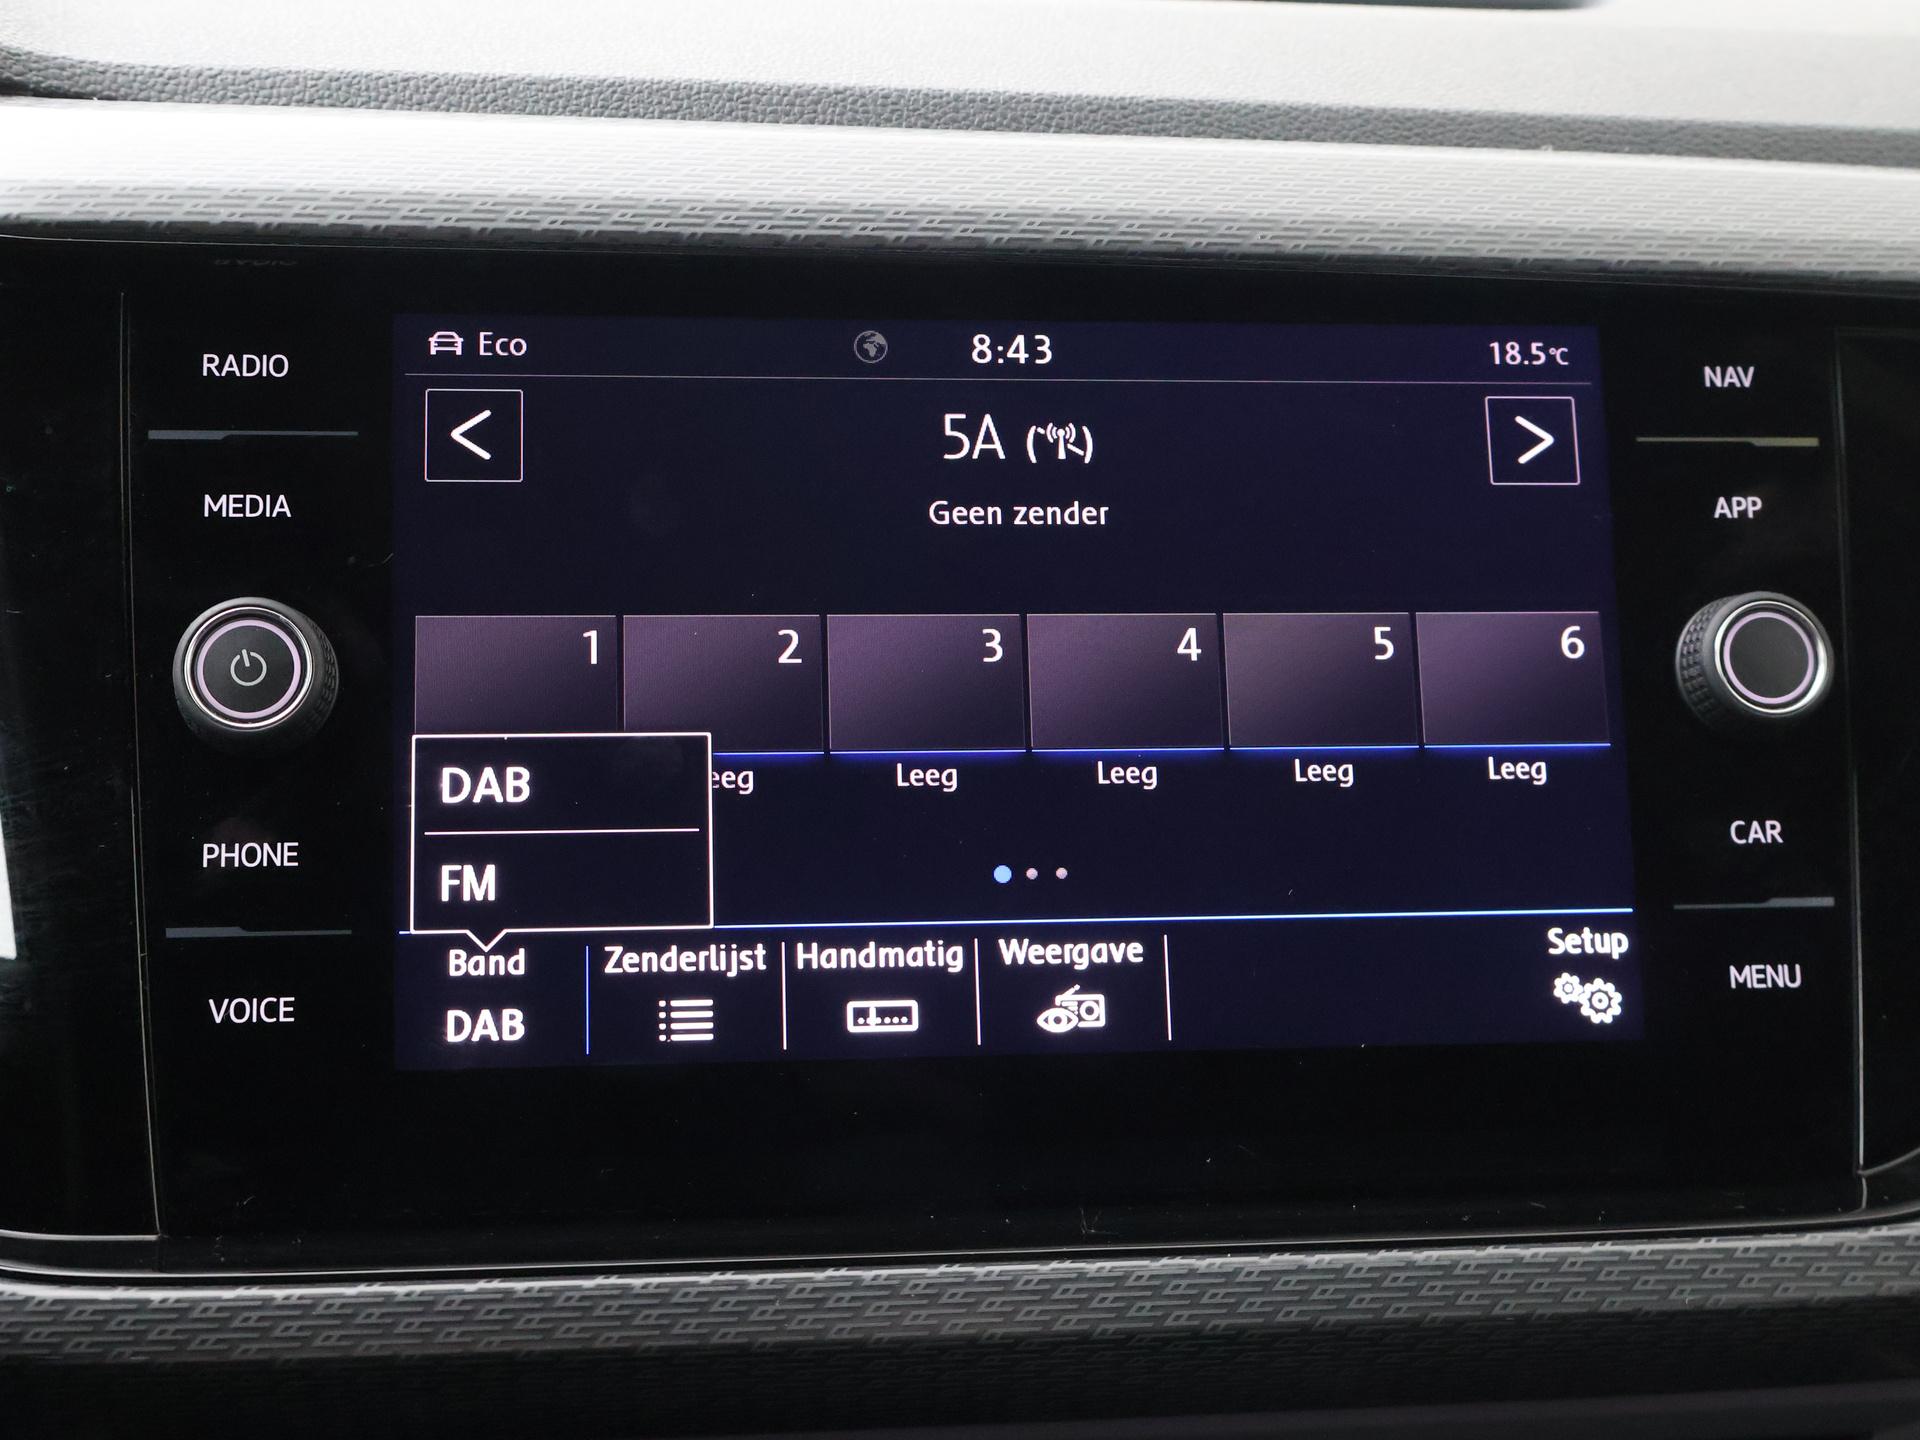 RADIO
MEDIA
PHONE
VOICE
Eco
8:43
18.5°C
5A
Geen zender
1
2
3
4
5
6
eeg
Leeg
Leeg
Leeg
Leeg
DAB
FM
Band
DAB
Zenderlijst
Handmatig
Weergave
Setup
NAV
APP
CAR
MENU